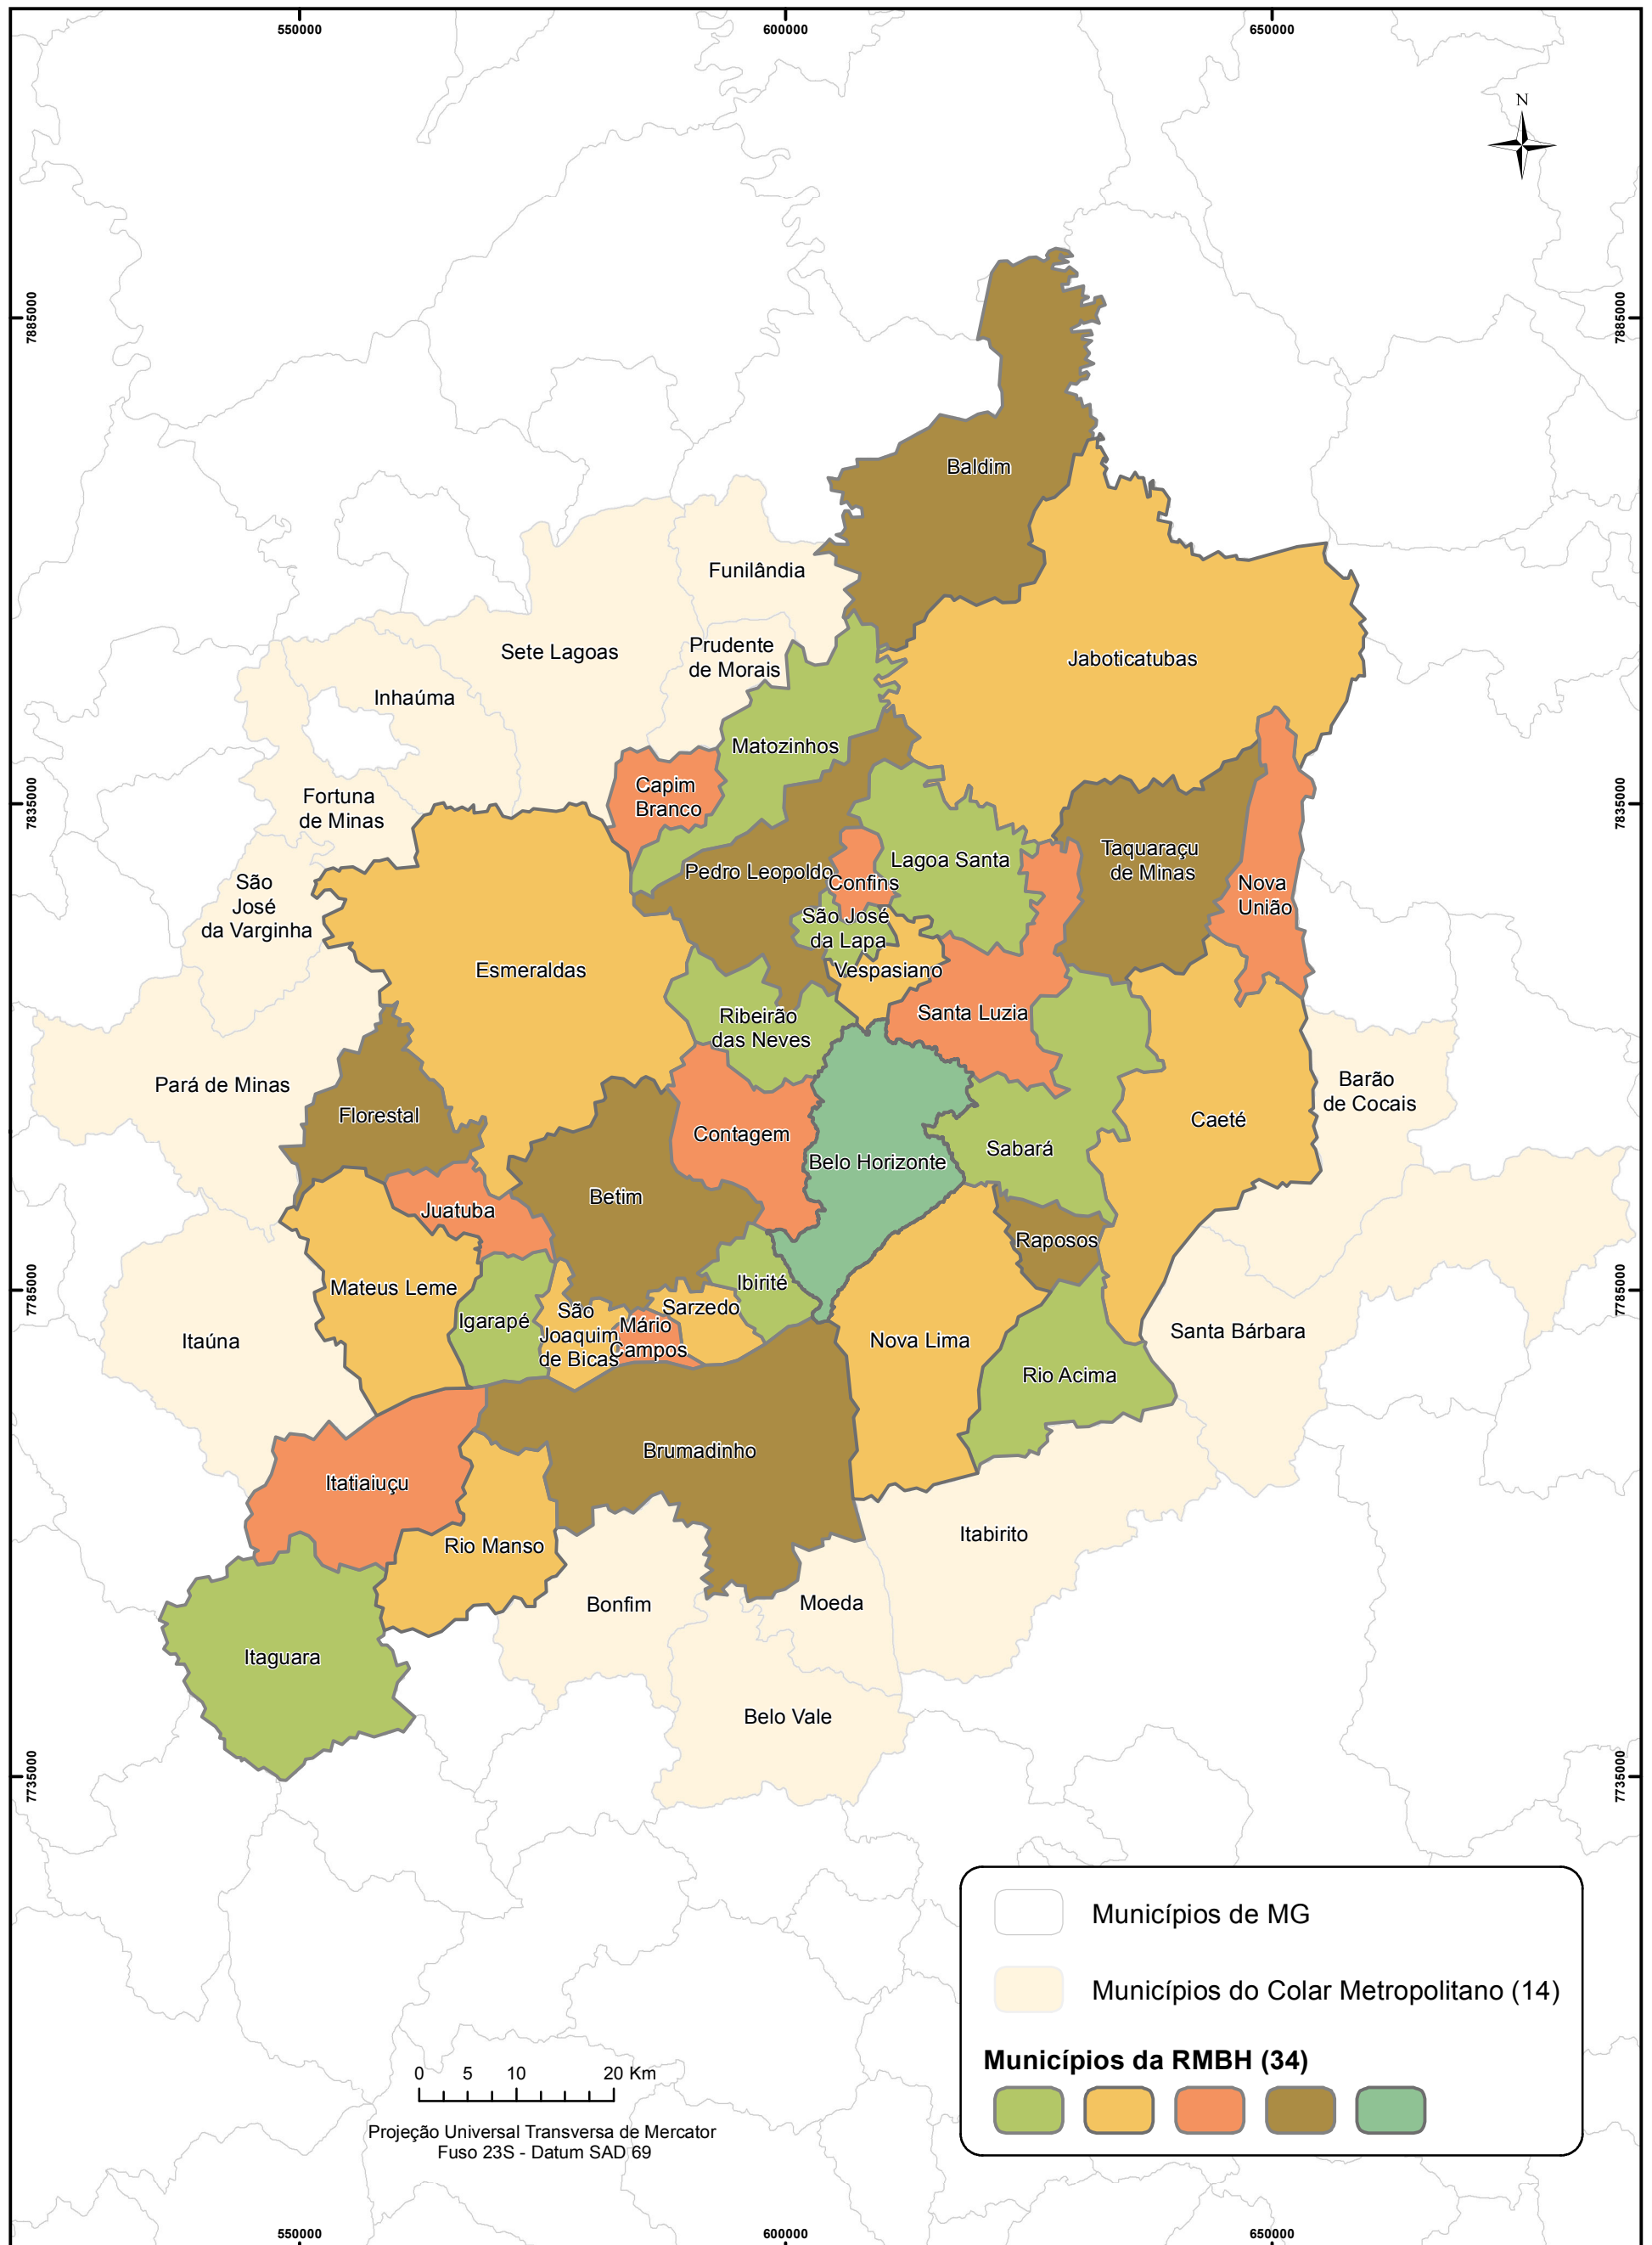 550000
600000
650000
N
7885000
7885000
Baldim
Funilândia
Sete Lagoas
Prudente
de Morais
Jaboticatubas
Inhaúma
Matozinhos
Capim
Branco
Fortuna
de Minas
7835000
7835000
Pedro Leopoldo
Confins
Lagoa Santa
Taquaraçu
de Minas
Nova
União
São
José
da Varginha
São José
da Lapa
Esmeraldas
Vespasiano
Santa Luzia
Ribeirão
das Neves
Pará de Minas
Florestal
Barão
de Cocais
Contagem
Caeté
Sabará
Belo Horizonte
Betim
Juatuba
Raposos
Mateus Leme
Ibirité
7785000
7785000
Igarapé
São
Joaquim
de Bicas
Sarzedo
Mário
Campos
Itaúna
Nova Lima
Santa Bárbara
Rio Acima
Brumadinho
Itatiaiuçu
Rio Manso
Itabirito
Bonfim
Moeda
Itaguara
Belo Vale
7735000
7735000
Municípios de MG
Municípios do Colar Metropolitano (14)
Municípios da RMBH (34)
0 5 10 20 Km
Projeção Universal Transversa de Mercator
Fuso 23S - Datum SAD 69
550000
600000
650000